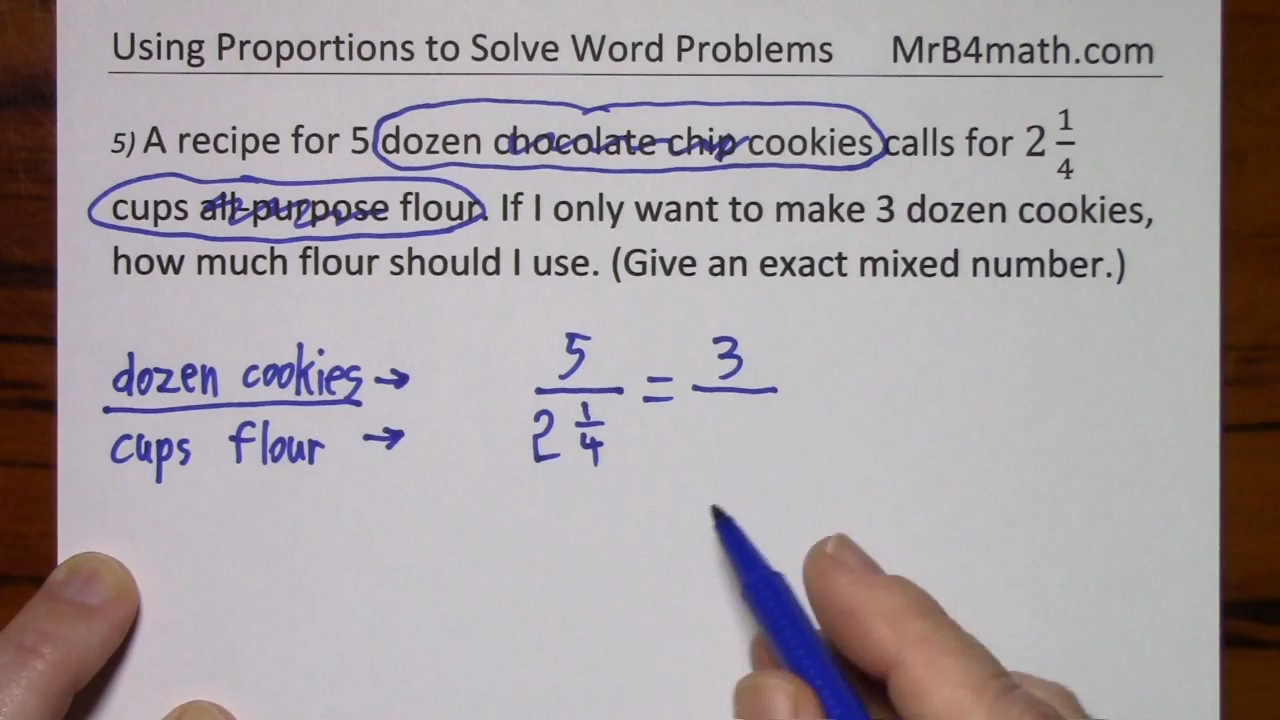 Using Proportions to Solve Word Problems MrB4math.com
5) A recipe for 5 dozen chocolate chip cookies calls for 2 1/4
cups all-purpose flour. If I only want to make 3 dozen cookies,
how much flour should I use. (Give an exact mixed number.)
dozen cookies → 5 = 3
cups flour → 2 1/4